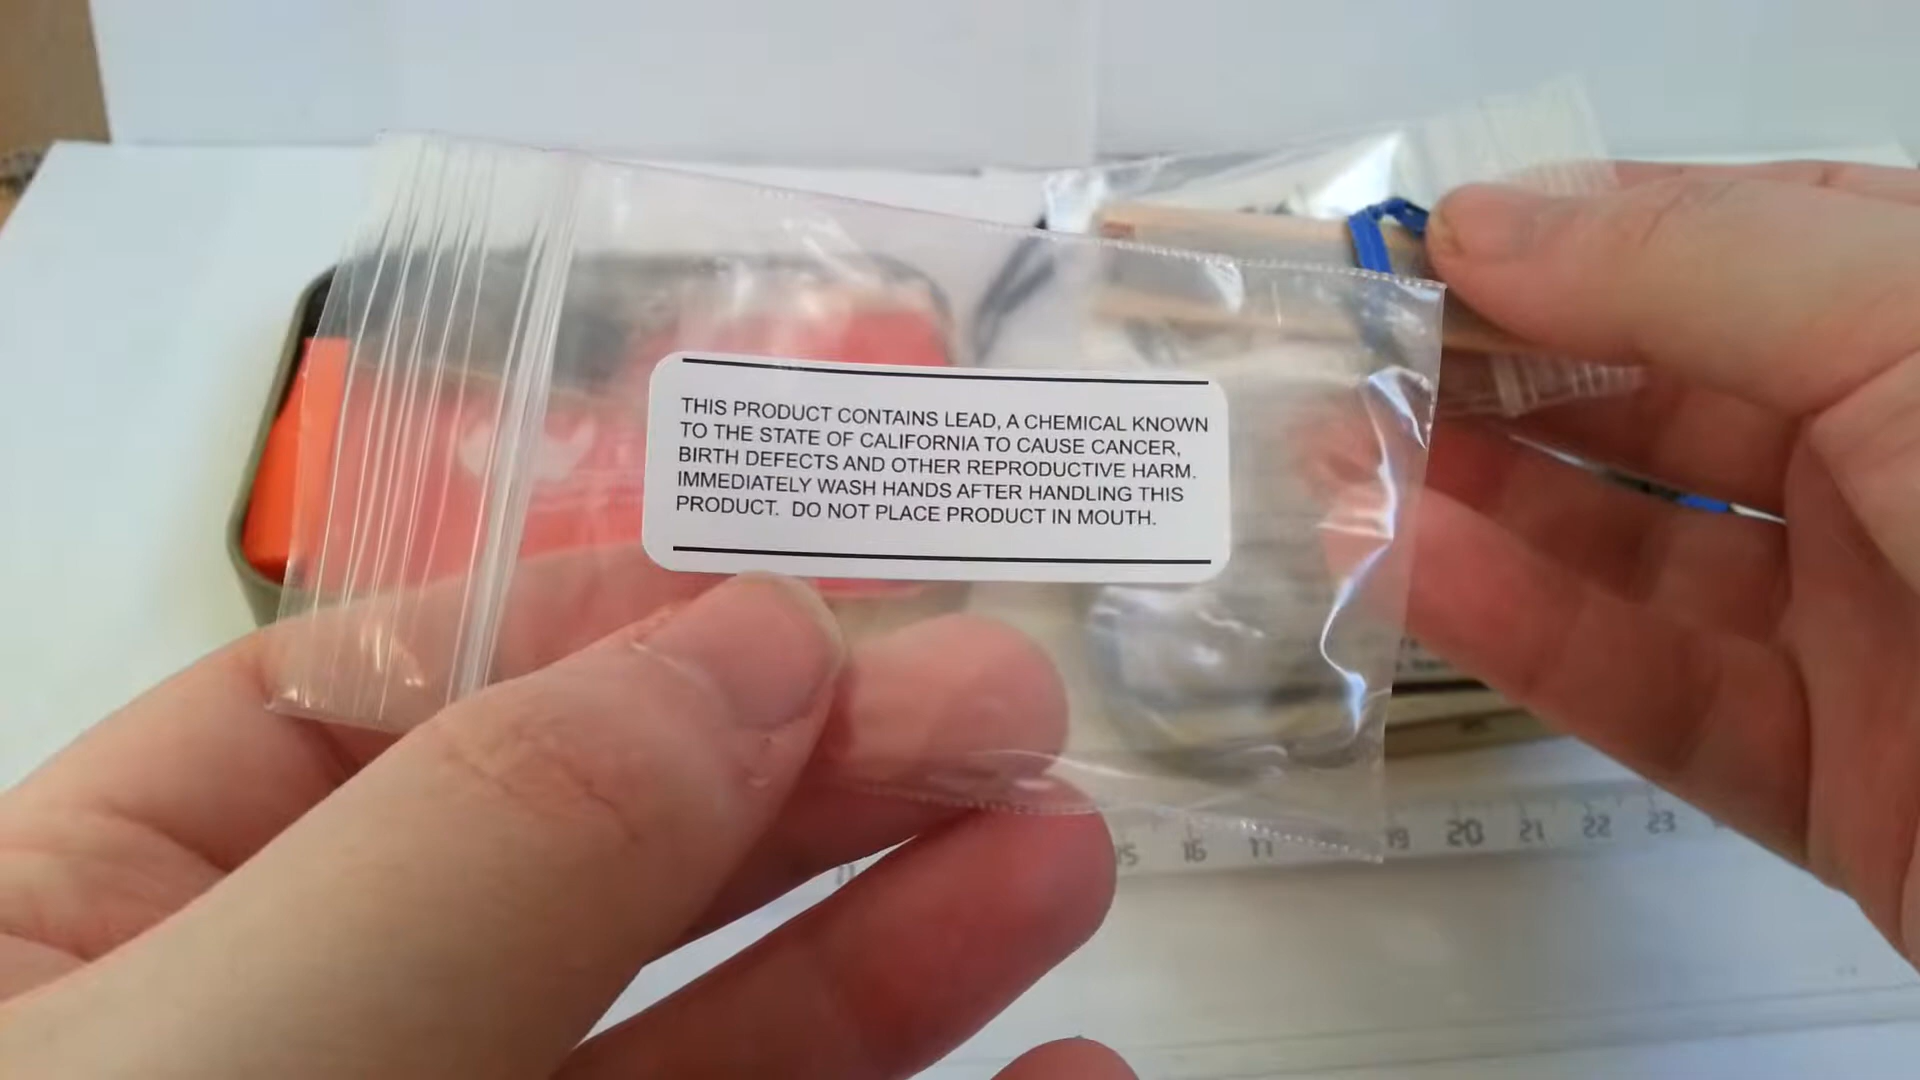 THIS PRODUCT CONTAINS LEAD, A CHEMICAL KNOWN
TO THE STATE OF CALIFORNIA TO CAUSE CANCER,
BIRTH DEFECTS AND OTHER REPRODUCTIVE HARM.
IMMEDIATELY WASH HANDS AFTER HANDLING THIS
PRODUCT. DO NOT PLACE PRODUCT IN MOUTH.
15 16 17 19 20 21 22 23